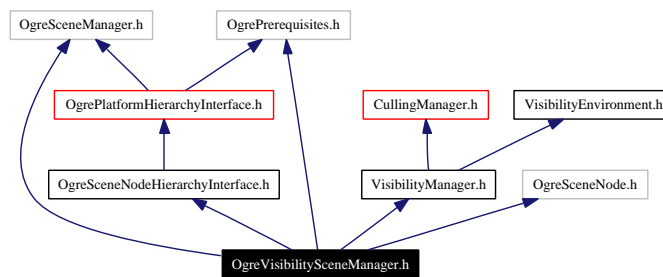 OgreSceneManager.h
OgrePrerequisites.h
OgrePlatformHierarchyInterface.h
CullingManager.h
VisibilityEnvironment.h
OgreSceneNodeHierarchyInterface.h
VisibilityManager.h
OgreSceneNode.h
OgreVisibilitySceneManager.h